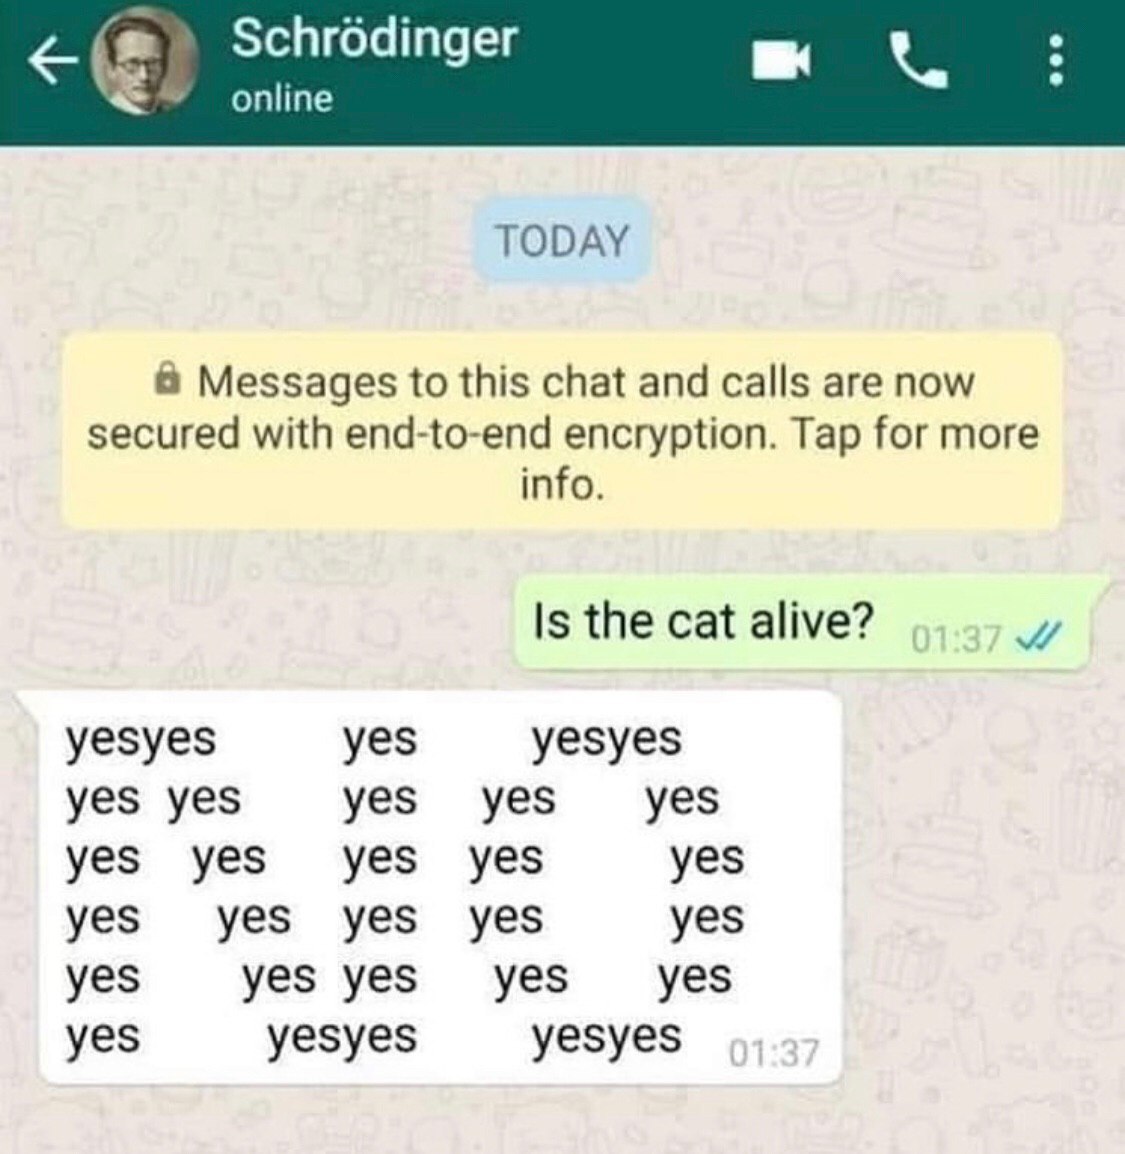 Schrödinger
online
TODAY
Messages to this chat and calls are now
secured with end-to-end encryption. Tap for more
info.
Is the cat alive? 01:37
yesyes          yes         yesyes
yes  yes        yes     yes       yes
yes    yes      yes    yes          yes
yes      yes    yes    yes          yes
yes        yes  yes      yes       yes
yes          yesyes         yesyes 01:37